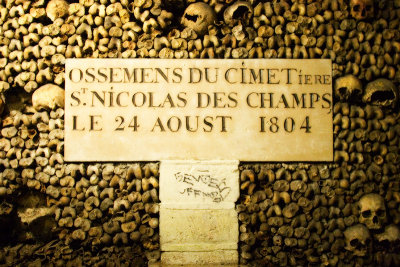 OSSEMENS DU CIMETIERE
ST NICOLAS DES CHAMPS
LE 24 AOUST 1804